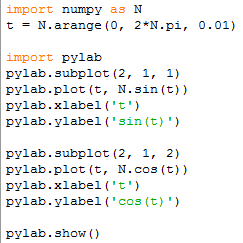 import numpy as N
t = N.arange(0, 2*N.pi, 0.01)
import pylab
pylab.subplot(2, 1, 1)
pylab.plot(t, N.sin(t))
pylab.xlabel('t')
pylab.ylabel('sin(t)')
pylab.subplot(2, 1, 2)
pylab.plot(t, N.cos(t))
pylab.xlabel('t')
pylab.ylabel('cos(t)')
pylab.show()